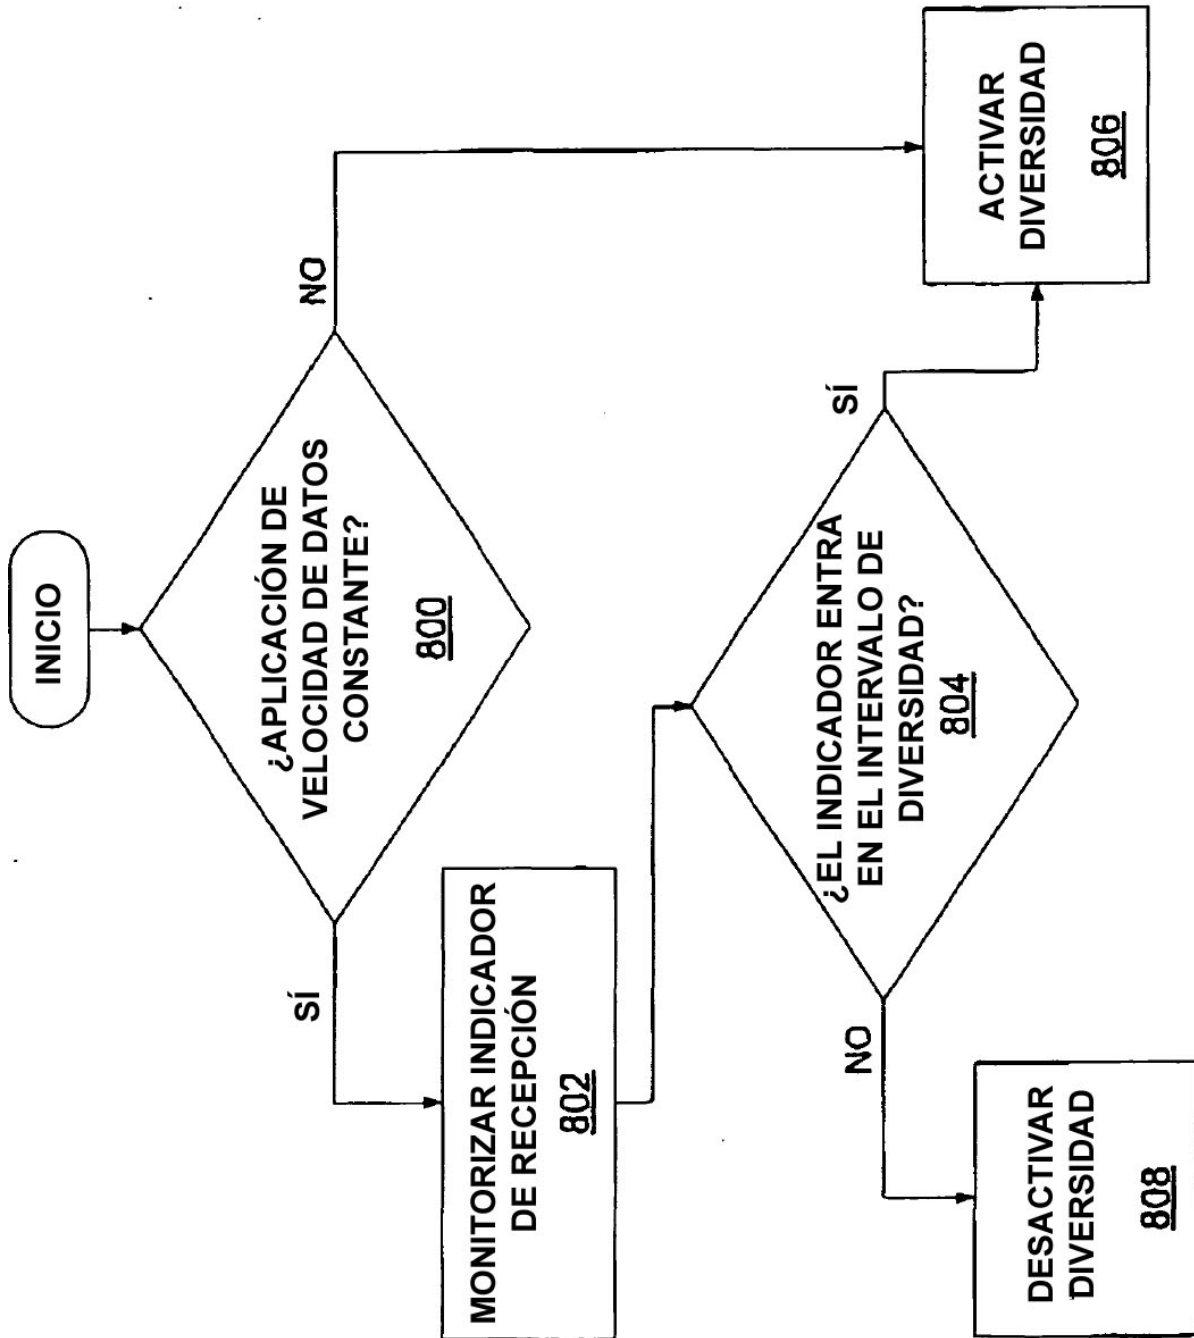 INICIO
¿APLICACIÓN DE
VELOCIDAD DE DATOS
CONSTANTE?
800
SÍ
NO
MONITORIZAR INDICADOR
DE RECEPCIÓN
802
¿EL INDICADOR ENTRA
EN EL INTERVALO DE
DIVERSIDAD?
804
NO
SÍ
DESACTIVAR
DIVERSIDAD
808
ACTIVAR
DIVERSIDAD
806